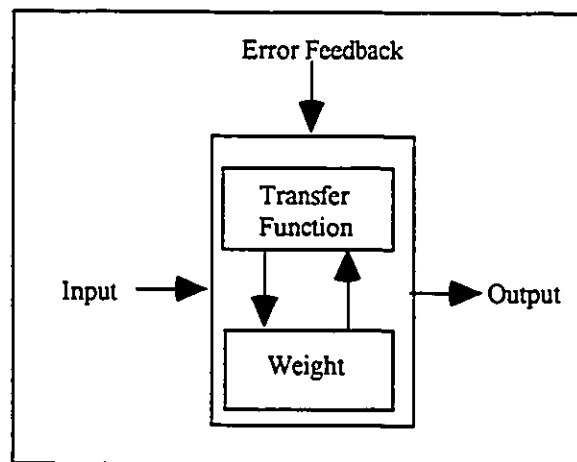 Error Feedback
Transfer
Function
Input
Output
Weight